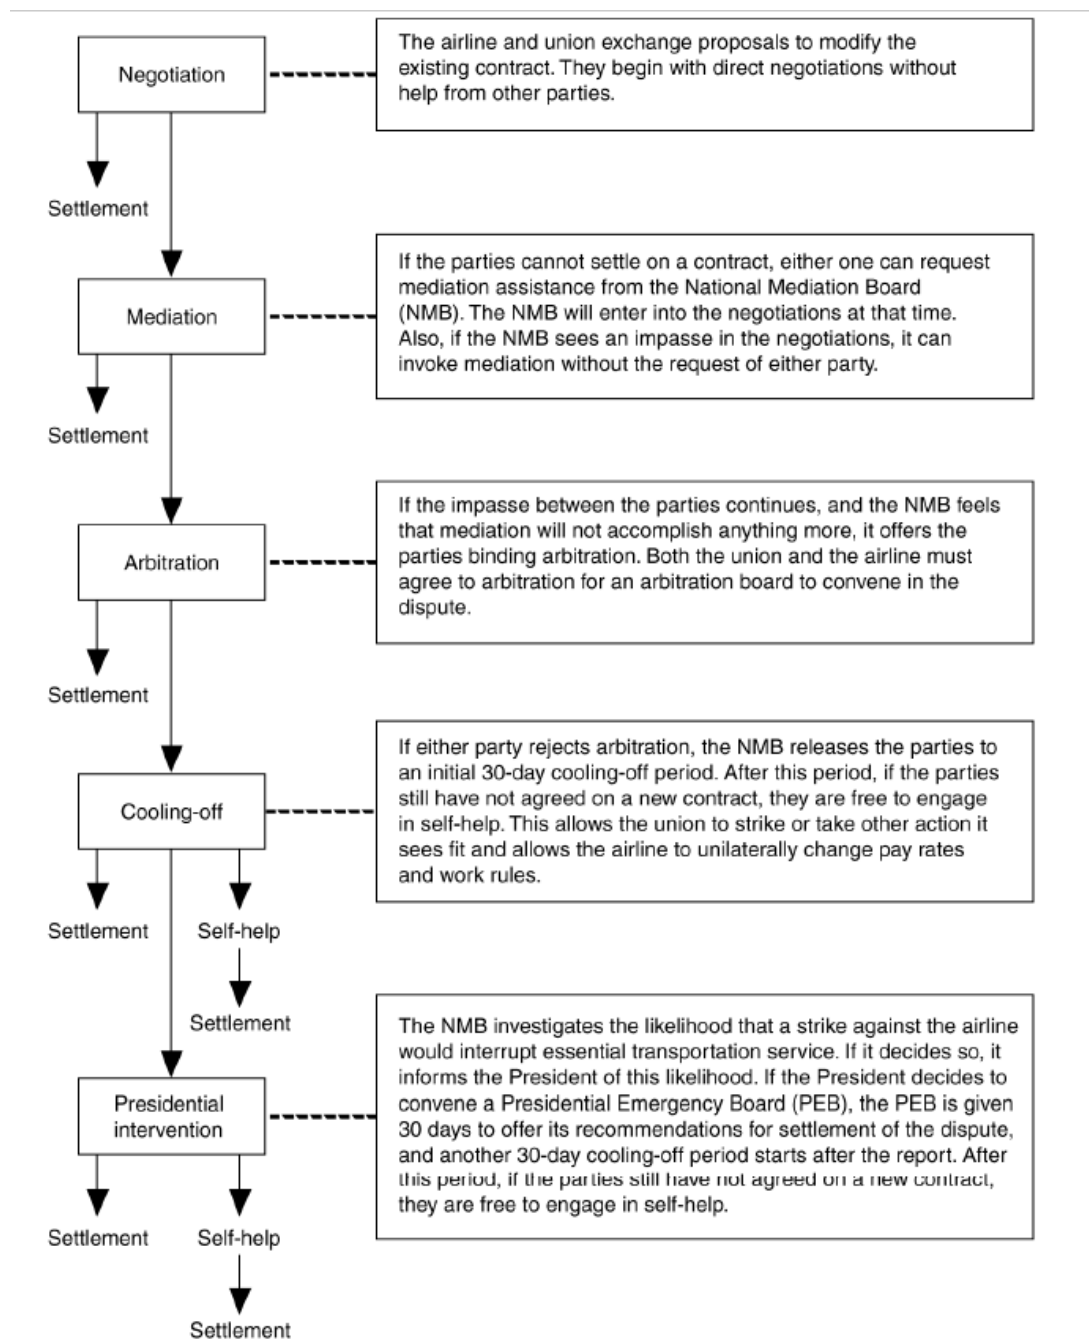 Negotiation
The airline and union exchange proposals to modify the
existing contract. They begin with direct negotiations without
help from other parties.
Settlement
Mediation
If the parties cannot settle on a contract, either one can request
mediation assistance from the National Mediation Board
(NMB). The NMB will enter into the negotiations at that time.
Also, if the NMB sees an impasse in the negotiations, it can
invoke mediation without the request of either party.
Settlement
Arbitration
If the impasse between the parties continues, and the NMB feels
that mediation will not accomplish anything more, it offers the
parties binding arbitration. Both the union and the airline must
agree to arbitration for an arbitration board to convene in the
dispute.
Settlement
Cooling-off
If either party rejects arbitration, the NMB releases the parties to
an initial 30-day cooling-off period. After this period, if the parties
still have not agreed on a new contract, they are free to engage
in self-help. This allows the union to strike or take other action it
sees fit and allows the airline to unilaterally change pay rates
and work rules.
Settlement
Self-help
Settlement
Presidential
intervention
The NMB investigates the likelihood that a strike against the airline
would interrupt essential transportation service. If it decides so, it
informs the President of this likelihood. If the President decides to
convene a Presidential Emergency Board (PEB), the PEB is given
30 days to offer its recommendations for settlement of the dispute,
and another 30-day cooling-off period starts after the report. After
this period, if the parties still have not agreed on a new contract,
they are free to engage in self-help.
Settlement
Self-help
Settlement